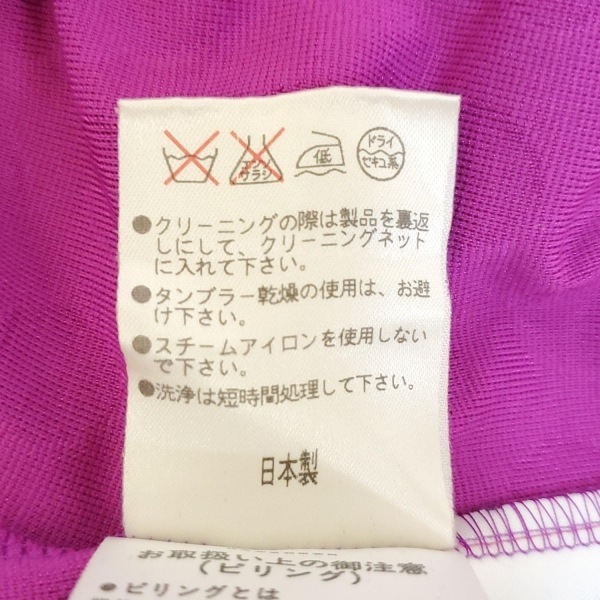 エンソ
サラシ
低
ドライ
セキユ系
●クリーニングの際は製品を裏返
しにして、クリーニングネット
に入れて下さい。
●タンブラー乾燥の使用は、お避
け下さい。
●スチームアイロンを使用しない
で下さい。
●洗浄は短時間処理して下さい。
日本製
お取扱い上の御注意
(ピリング)
●ピリングとは